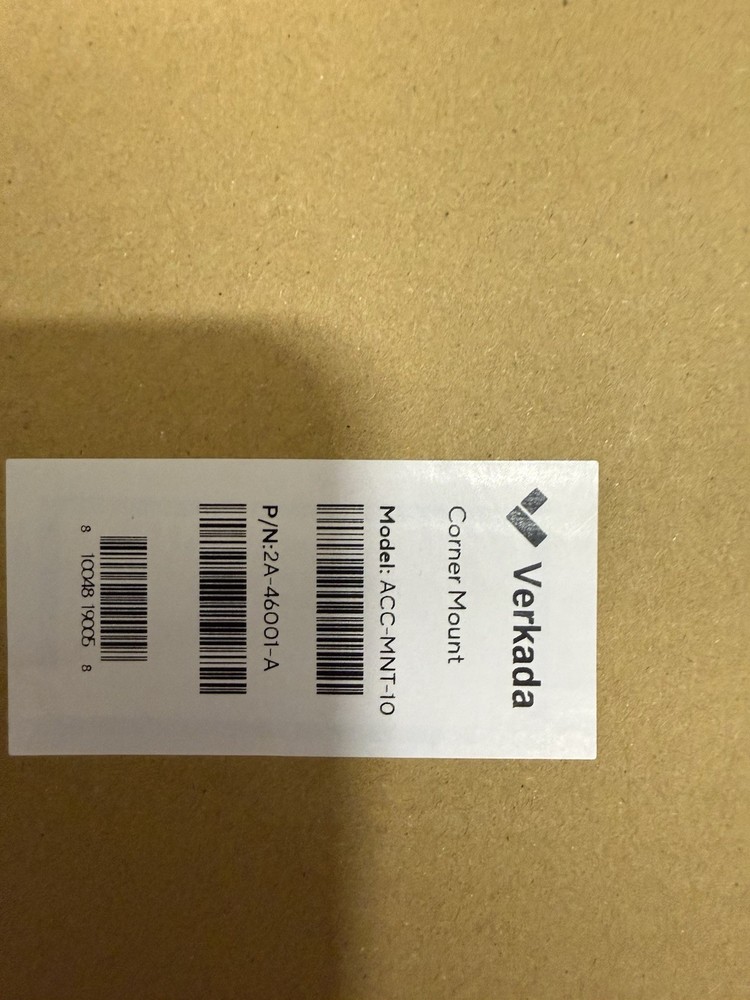 Verkada
Corner Mount
Model: ACC-MNT-10
P/N:2A-46001-A
8 10048 19005 8